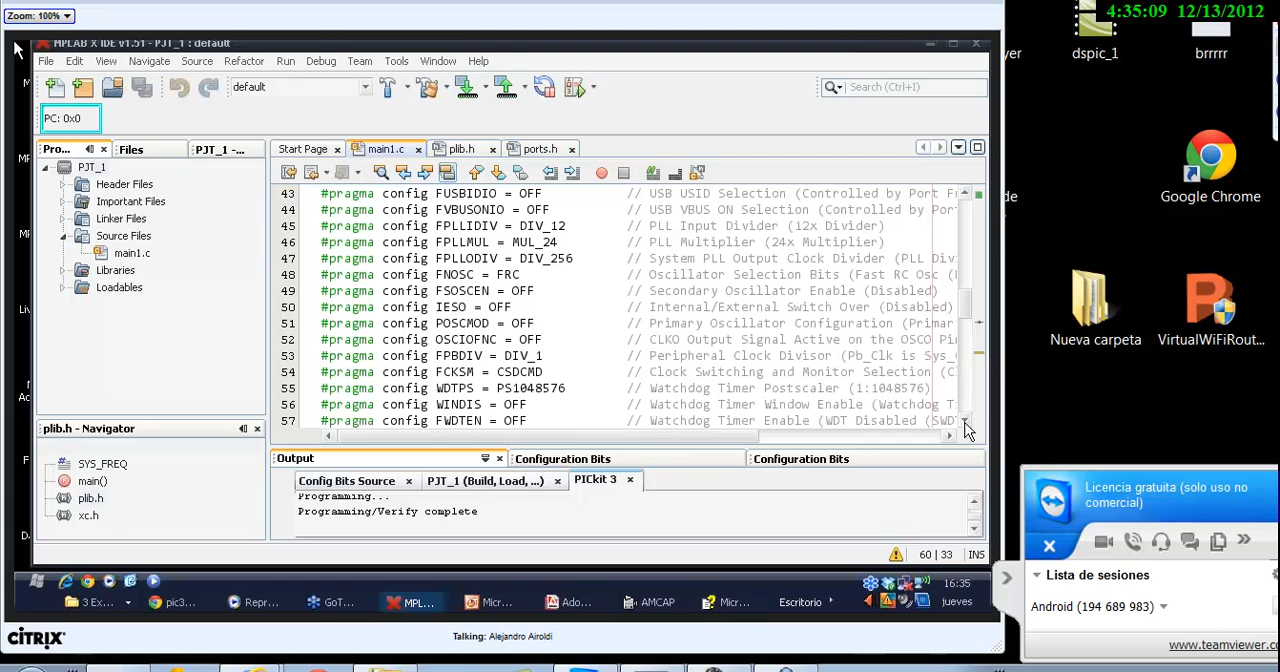 Zoom: 100%
4:35:09 12/13/2012
MPLAB X IDE v1.51 - PJT_1 : default
yer
dspic_1
brrrrr
File Edit View Navigate Source Refactor Run Debug Team Tools Window Help
default
Search (Ctrl+I)
PC: 0x0
Pro... Files PJT_1 -...
Start Page main1.c plib.h ports.h
PJT_1
Header Files
Important Files
Linker Files
Source Files
main1.c
Libraries
Loadables
43 #pragma config FUSBIDIO = OFF // USB USID Selection (Controlled by Port F
44 #pragma config FVBUSONIO = OFF // USB VBUS ON Selection (Controlled by Por
45 #pragma config FPLLIDIV = DIV_12 // PLL Input Divider (12x Divider)
46 #pragma config FPLLMUL = MUL_24 // PLL Multiplier (24x Multiplier)
47 #pragma config FPLLODIV = DIV_256 // System PLL Output Clock Divider (PLL Div
48 #pragma config FNOSC = FRC // Oscillator Selection Bits (Fast RC Osc (
49 #pragma config FSOSCEN = OFF // Secondary Oscillator Enable (Disabled)
50 #pragma config IESO = OFF // Internal/External Switch Over (Disabled)
51 #pragma config POSCMOD = OFF // Primary Oscillator Configuration (Primar
52 #pragma config OSCIOFNC = OFF // CLKO Output Signal Active on the OSCO Pi
53 #pragma config FPBDIV = DIV_1 // Peripheral Clock Divisor (Pb_Clk is Sys_
54 #pragma config FCKSM = CSDCMD // Clock Switching and Monitor Selection (C
55 #pragma config WDTPS = PS1048576 // Watchdog Timer Postscaler (1:1048576)
56 #pragma config WINDIS = OFF // Watchdog Timer Window Enable (Watchdog T
57 #pragma config FWDTEN = OFF // Watchdog Timer Enable (WDT Disabled (SWD
de
Google Chrome
Nueva carpeta
VirtualWiFiRout...
plib.h - Navigator
SYS_FREQ
main()
plib.h
xc.h
Output
Configuration Bits
Configuration Bits
Config Bits Source PJT_1 (Build, Load, ...) PICkit 3
Programming...
Programming/Verify Complete
60 | 33 INS
Licencia gratuita (solo uso no
comercial)
Lista de sesiones
Android (194 689 983)
www.teamviewer.c
16:35
jueves
3 Ex... pic3... Repr... GoT... MPL... Micr... Ado... AMCAP Micr... Escritorio
CITRIX
Talking: Alejandro Airoldi